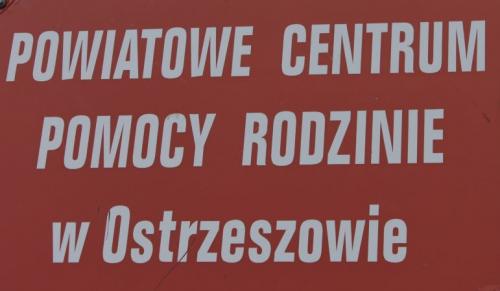 POWIATOWE CENTRUM
POMOCY RODZINIE
w Ostrzeszowie